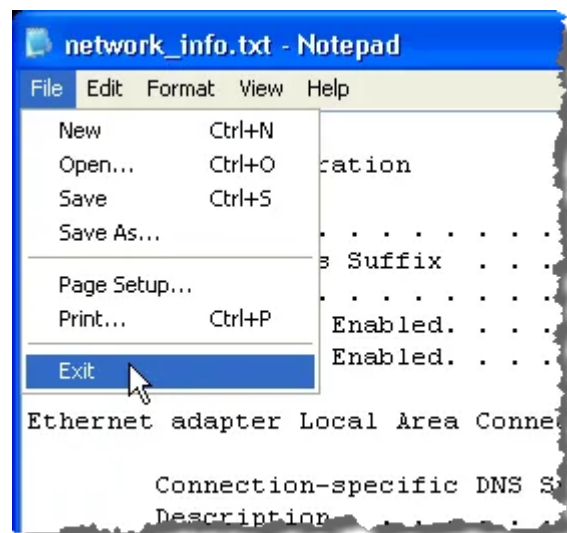 network_info.txt - Notepad
File Edit Format View Help
New Ctrl+N
Open... Ctrl+O
ration
Save Ctrl+S
Save As...
. . . . . . . .
s Suffix . . .
Page Setup...
. . . . . . . .
Print... Ctrl+P
Enabled. . . .
Exit
Enabled. . . .
Ethernet adapter Local Area Conne
Connection-specific DNS S
Description . . . . . . .